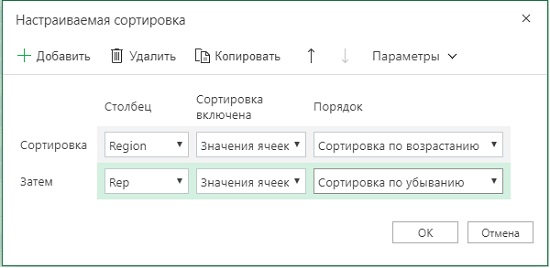 Настраиваемая сортировка
Добавить Удалить Копировать Параметры
Столбец Сортировка включена Порядок
Сортировка Region Значения ячеек Сортировка по возрастанию
Затем Rep Значения ячеек Сортировка по убыванию
ОК Отмена